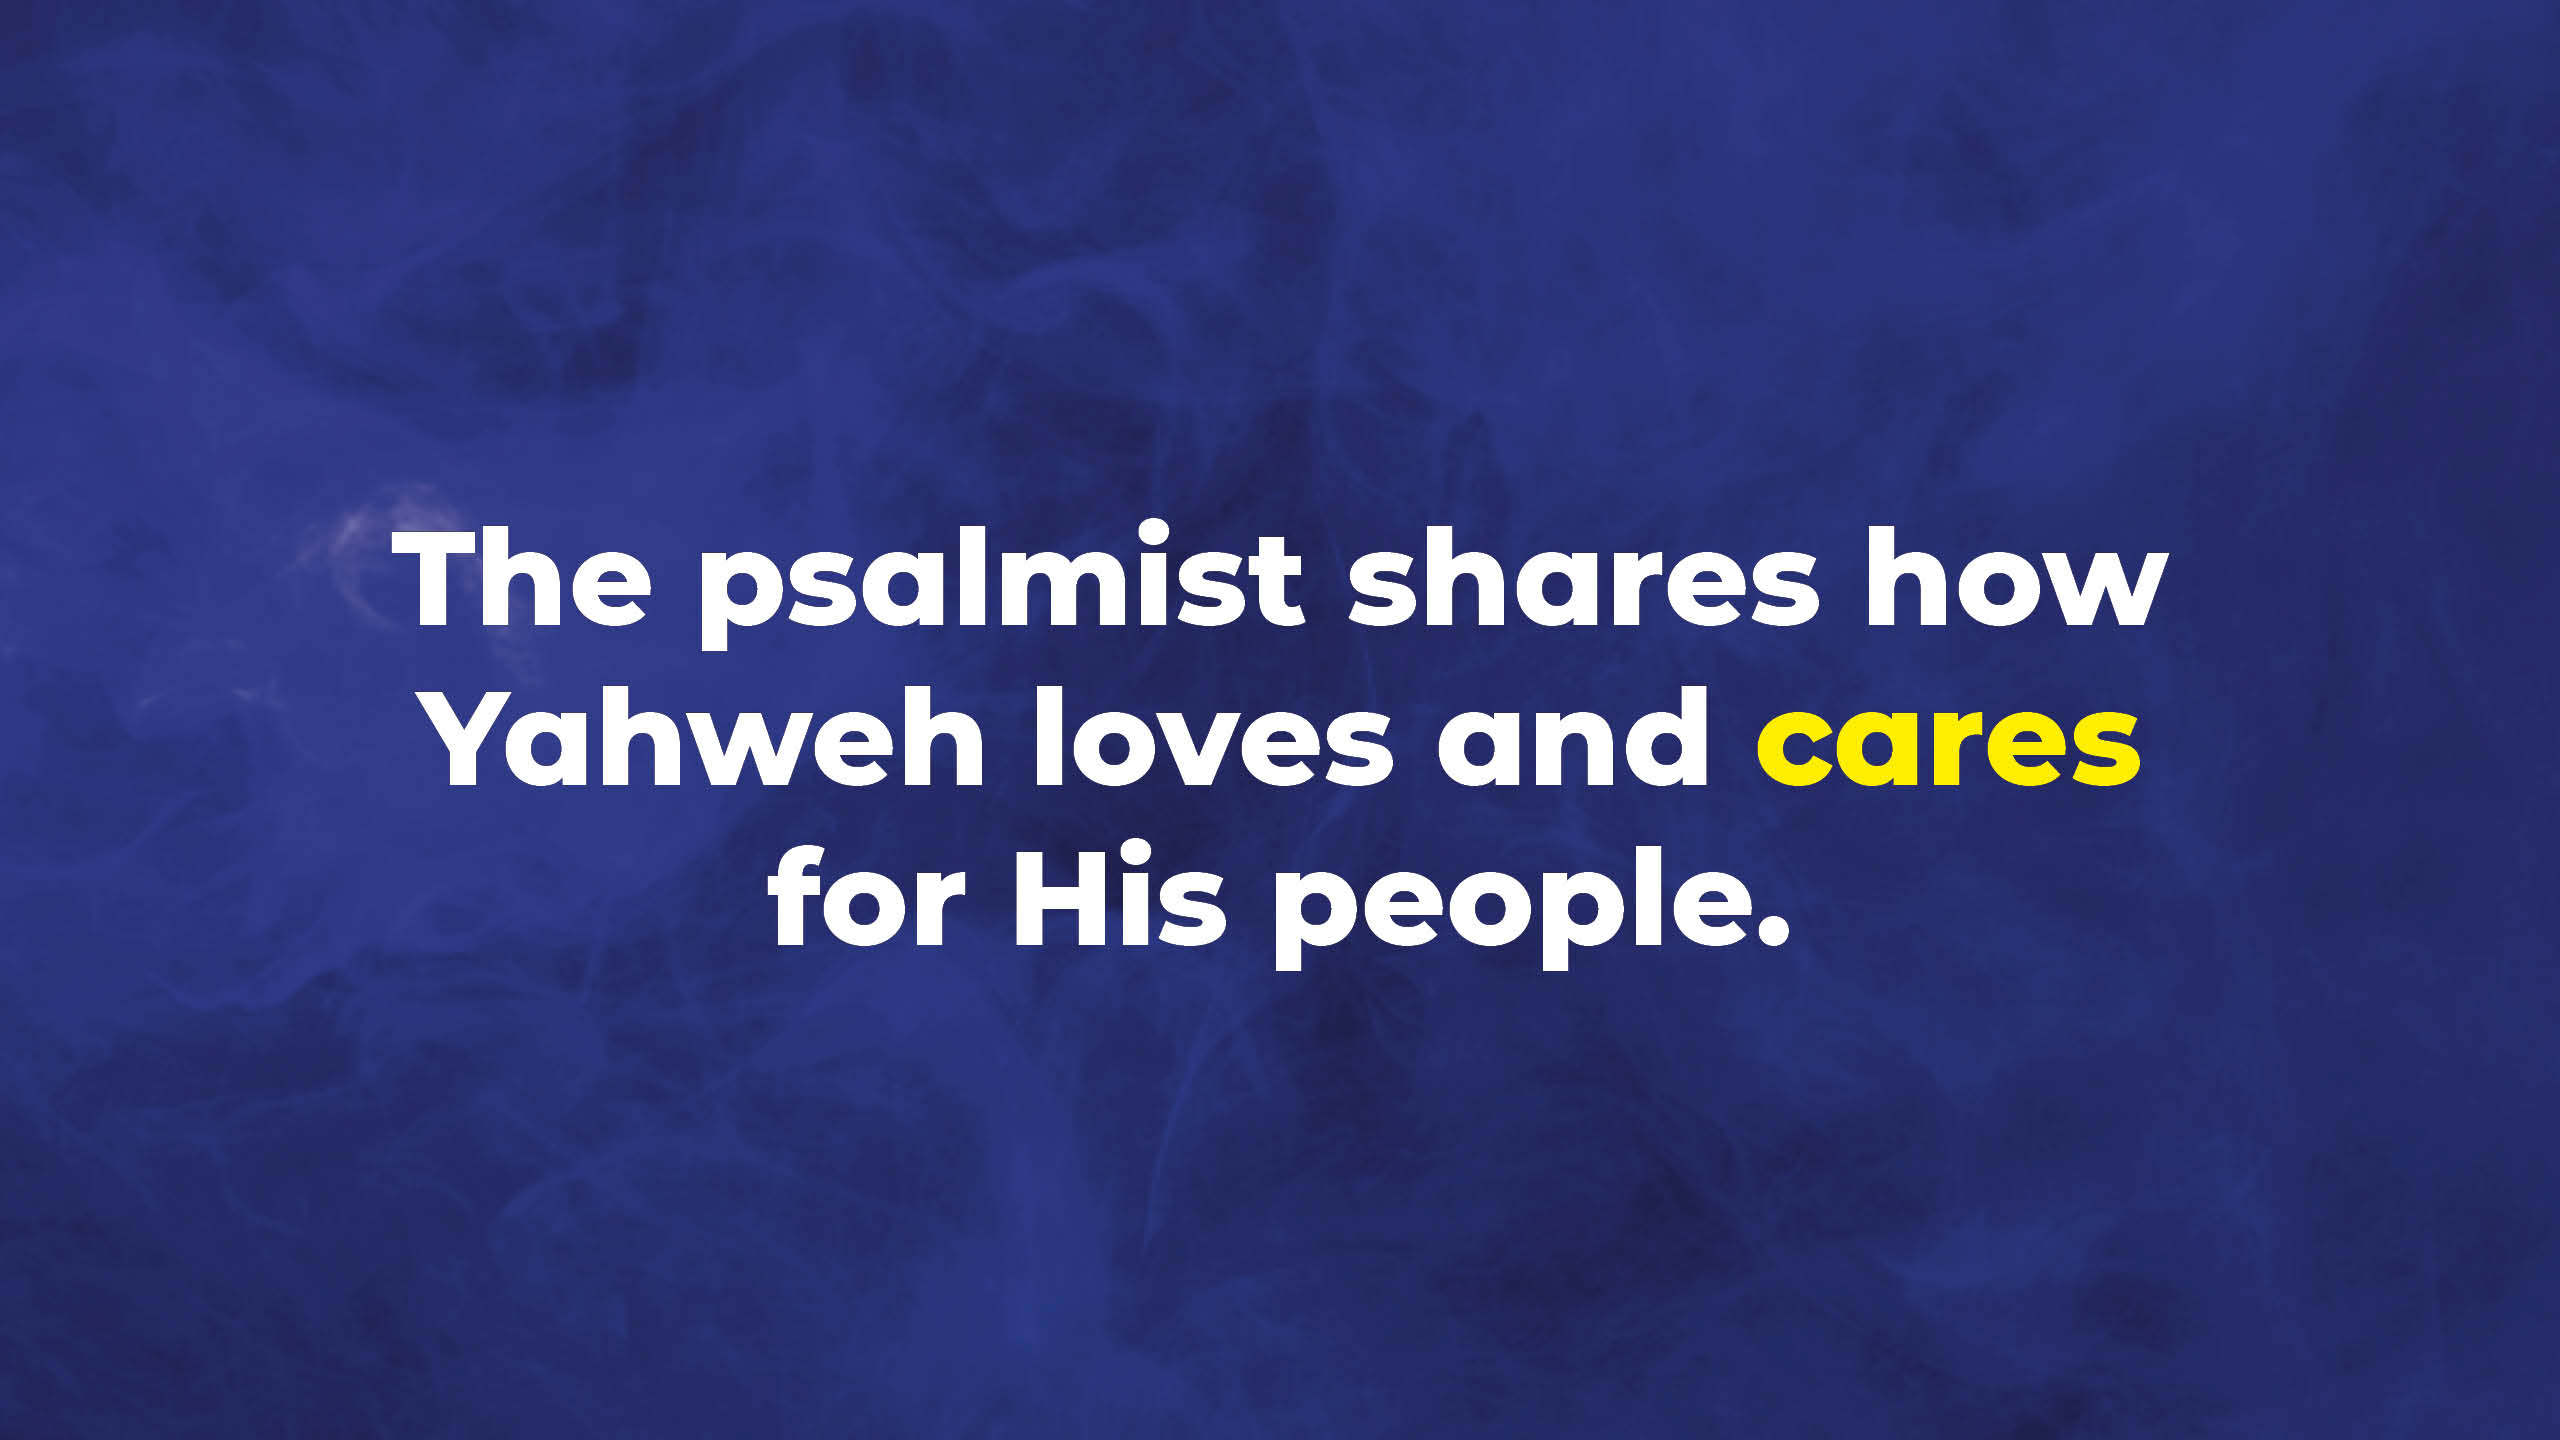 The psalmist shares how
Yahweh loves and cares
for His people.